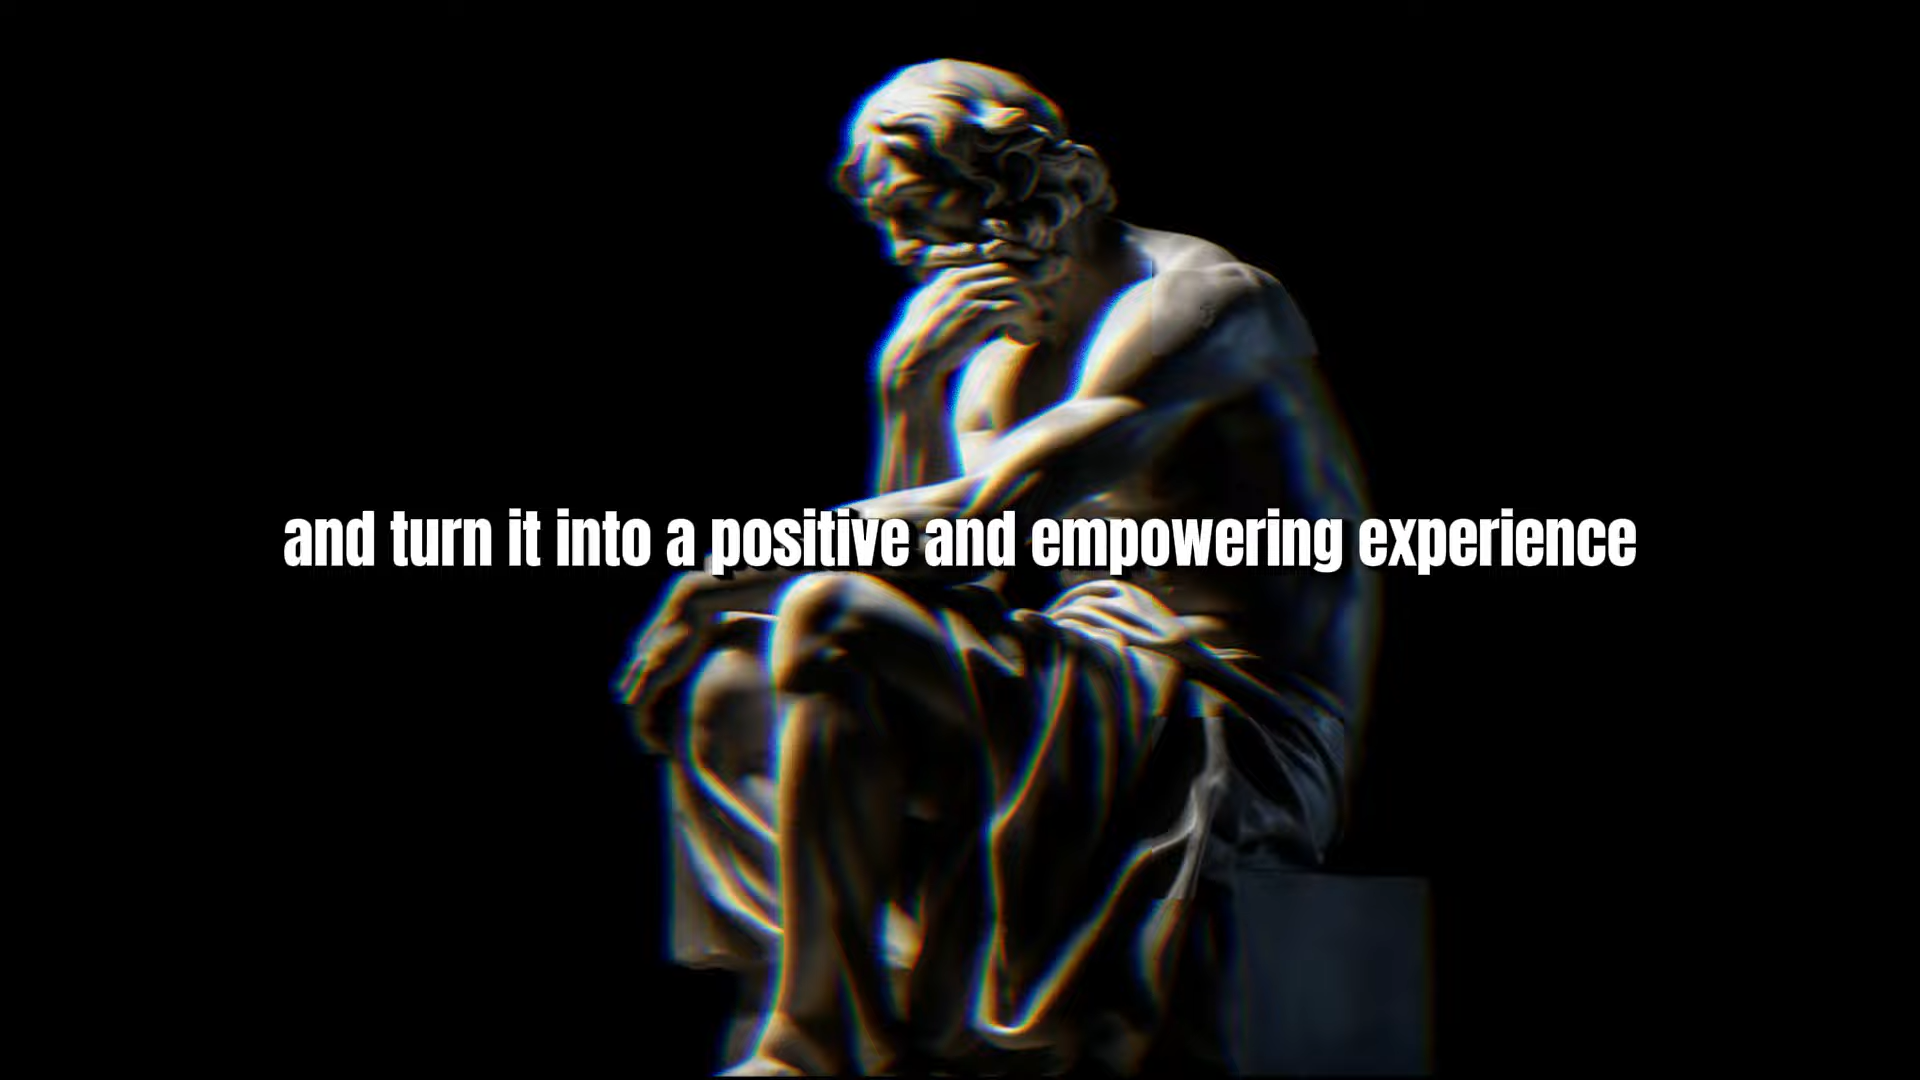 and turn it into a positive and empowering experience